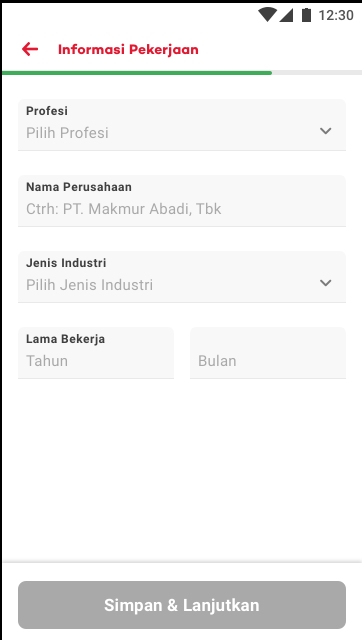 12:30
Informasi Pekerjaan
Profesi
Pilih Profesi
Nama Perusahaan
Ctrh: PT. Makmur Abadi, Tbk
Jenis Industri
Pilih Jenis Industri
Lama Bekerja
Tahun
Bulan
Simpan & Lanjutkan